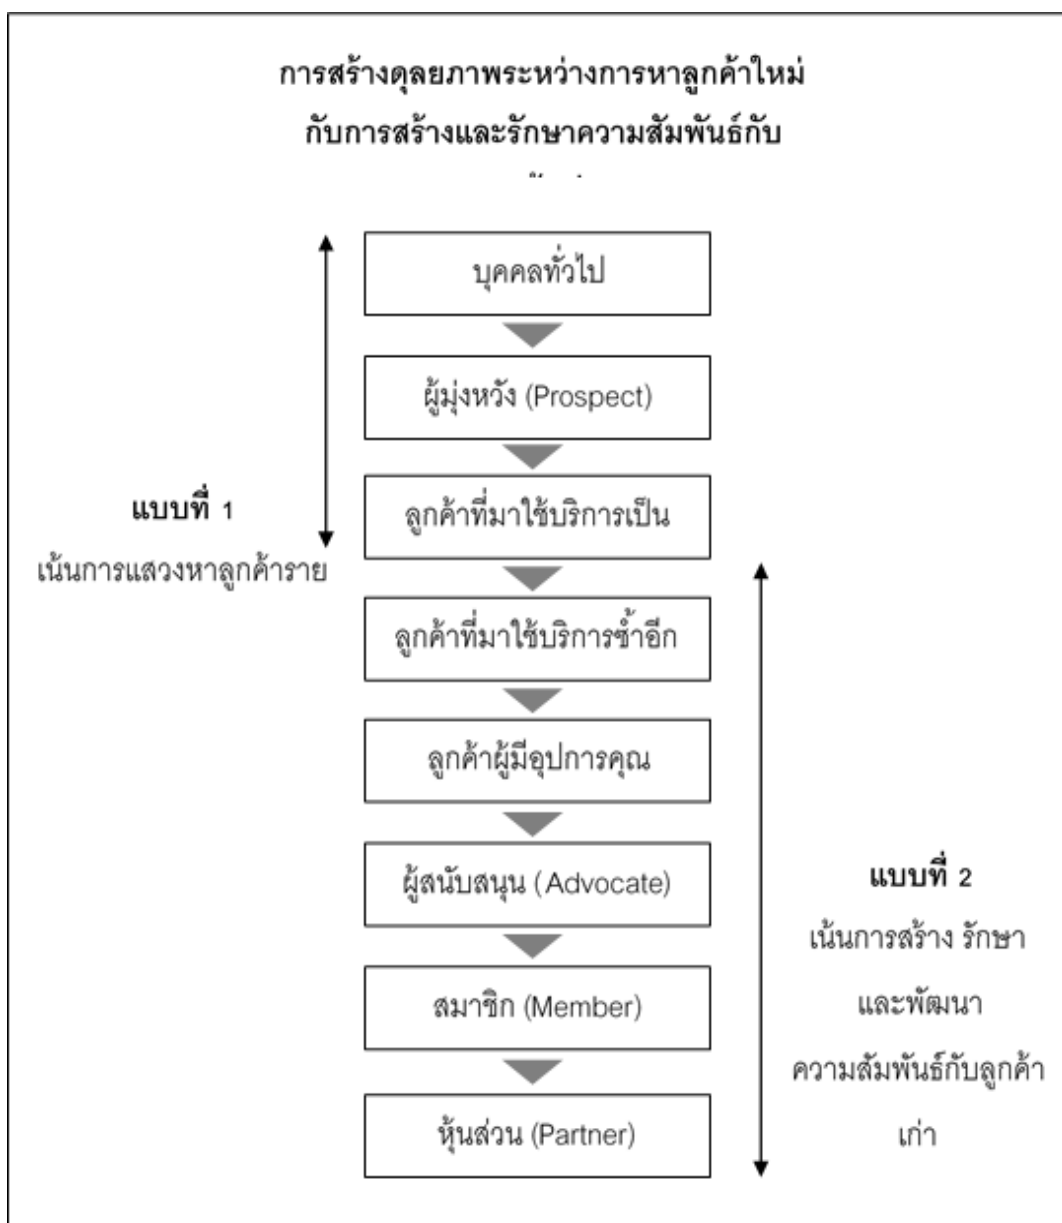 การสร้างดุลยภาพระหว่างการหาลูกค้าใหม่
กับการสร้างและรักษาความสัมพันธ์กับ
บุคคลทั่วไป
ผู้มุ่งหวัง (Prospect)
ลูกค้าที่มาใช้บริการเป็น
แบบที่ 1
เน้นการแสวงหาลูกค้าราย
ลูกค้าที่มาใช้บริการซ้ำอีก
ลูกค้าผู้มีอุปการคุณ
ผู้สนับสนุน (Advocate)
สมาชิก (Member)
หุ้นส่วน (Partner)
แบบที่ 2
เน้นการสร้าง รักษา
และพัฒนา
ความสัมพันธ์กับลูกค้า
เก่า